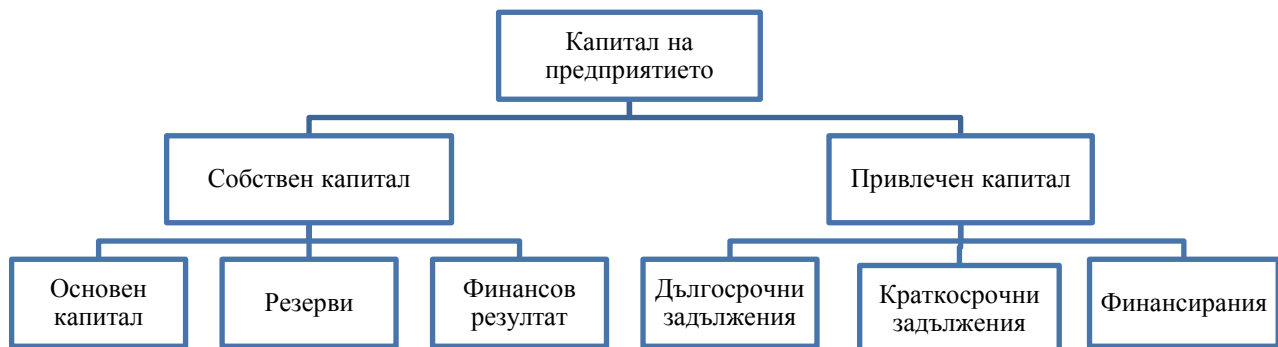 Капитал на
предприятието
Собствен капитал
Привлечен капитал
Основен
капитал
Резерви
Финансов
резултат
Дългосрочни
задължения
Краткосрочни
задължения
Финансирания